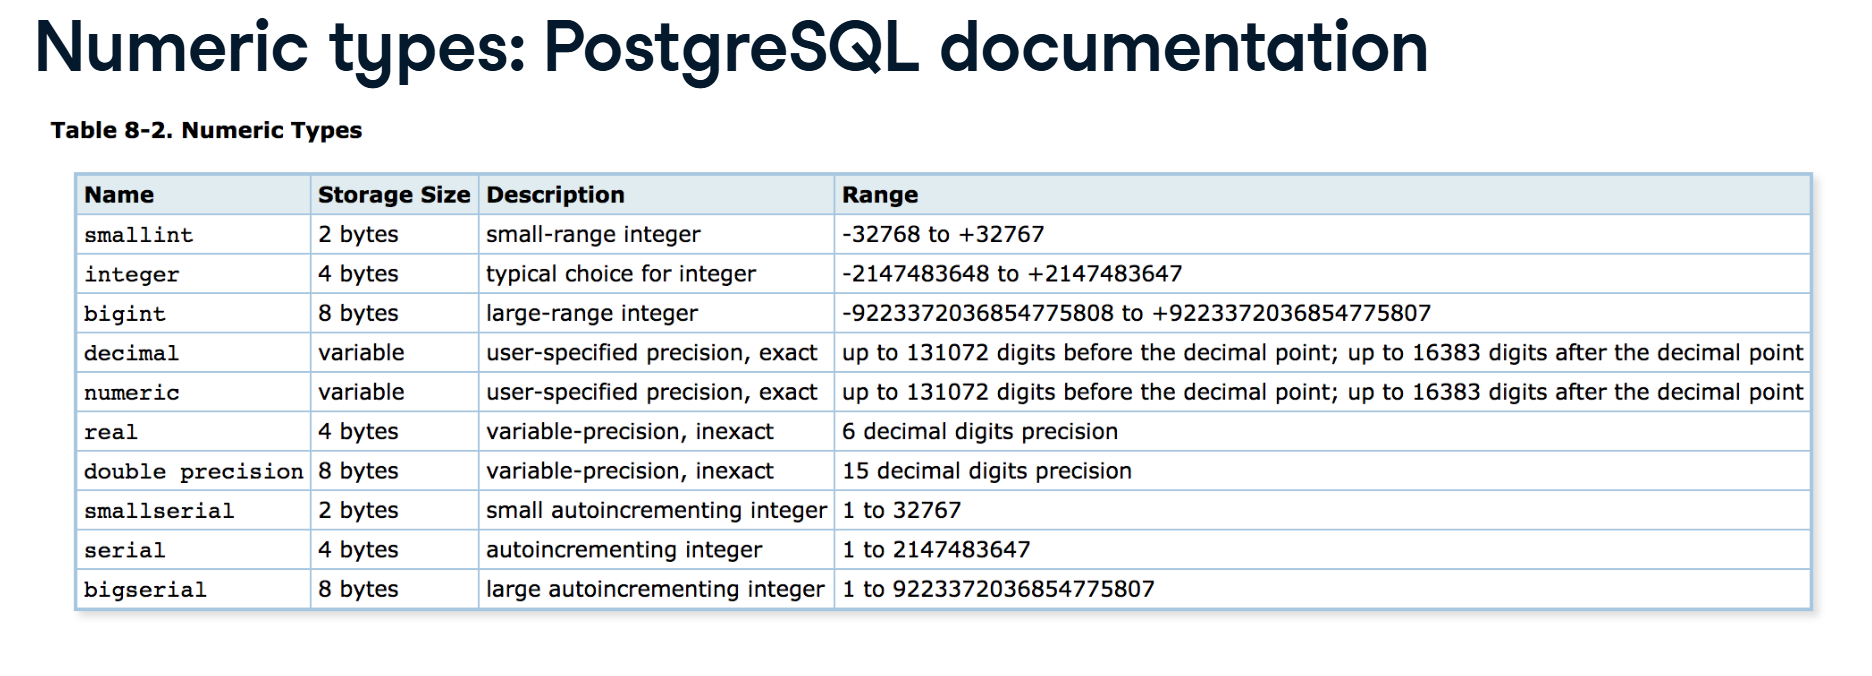 Numeric types: PostgreSQL documentation
Table 8-2. Numeric Types
Name Storage Size Description Range
smallint 2 bytes small-range integer -32768 to +32767
integer 4 bytes typical choice for integer -2147483648 to +2147483647
bigint 8 bytes large-range integer -9223372036854775808 to +9223372036854775807
decimal variable user-specified precision, exact up to 131072 digits before the decimal point; up to 16383 digits after the decimal point
numeric variable user-specified precision, exact up to 131072 digits before the decimal point; up to 16383 digits after the decimal point
real 4 bytes variable-precision, inexact 6 decimal digits precision
double precision 8 bytes variable-precision, inexact 15 decimal digits precision
smallserial 2 bytes small autoincrementing integer 1 to 32767
serial 4 bytes autoincrementing integer 1 to 2147483647
bigserial 8 bytes large autoincrementing integer 1 to 9223372036854775807